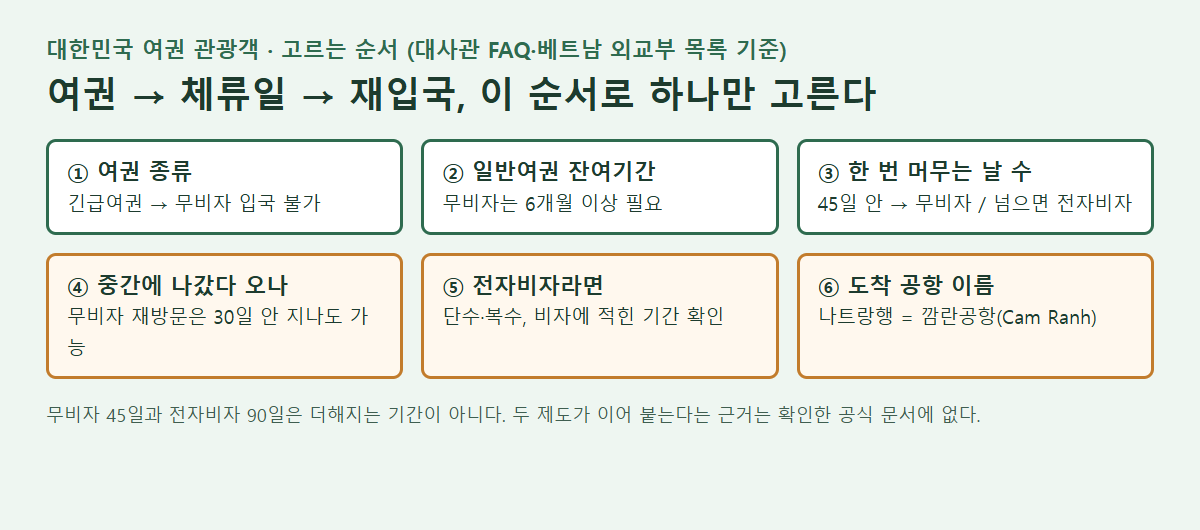 대한민국 여권 관광객 · 고르는 순서 (대사관 FAQ·베트남 외교부 목록 기준)
여권 → 체류일 → 재입국, 이 순서로 하나만 고른다
① 여권 종류
긴급여권 → 무비자 입국 불가
② 일반여권 잔여기간
무비자는 6개월 이상 필요
③ 한 번 머무는 날 수
45일 안 → 무비자 / 넘으면 전자비자
④ 중간에 나갔다 오나
무비자 재방문은 30일 안 지나도 가
능
⑤ 전자비자라면
단수·복수, 비자에 적힌 기간 확인
⑥ 도착 공항 이름
나트랑행 = 깜란공항(Cam Ranh)
무비자 45일과 전자비자 90일은 더해지는 기간이 아니다. 두 제도가 이어 붙는다는 근거는 확인한 공식 문서에 없다.